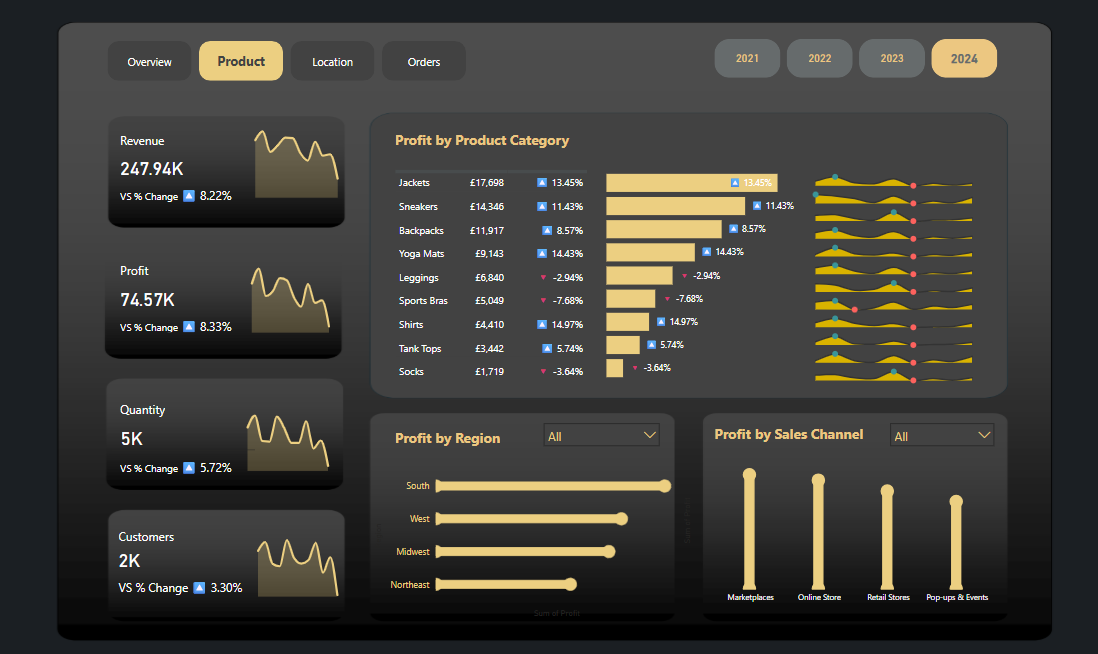 Overview Product Location Orders 2021 2022 2023 2024
Revenue
247.94K
VS % Change 8.22%
Profit
74.57K
VS % Change 8.33%
Quantity
5K
VS % Change 5.72%
Customers
2K
VS % Change 3.30%
Profit by Product Category
Jackets £17,698 13.45% 13.45%
Sneakers £14,346 11.43% 11.43%
Backpacks £11,917 8.57% 8.57%
Yoga Mats £9,143 14.43% 14.43%
Leggings £6,840 -2.94% -2.94%
Sports Bras £5,049 -7.68% -7.68%
Shirts £4,410 14.97% 14.97%
Tank Tops £3,442 5.74% 5.74%
Socks £1,719 -3.64% -3.64%
Profit by Region All
South
West
Midwest
Northeast
Sum of Profit
Profit by Sales Channel All
Marketplaces Online Store Retail Stores Pop-ups & Events